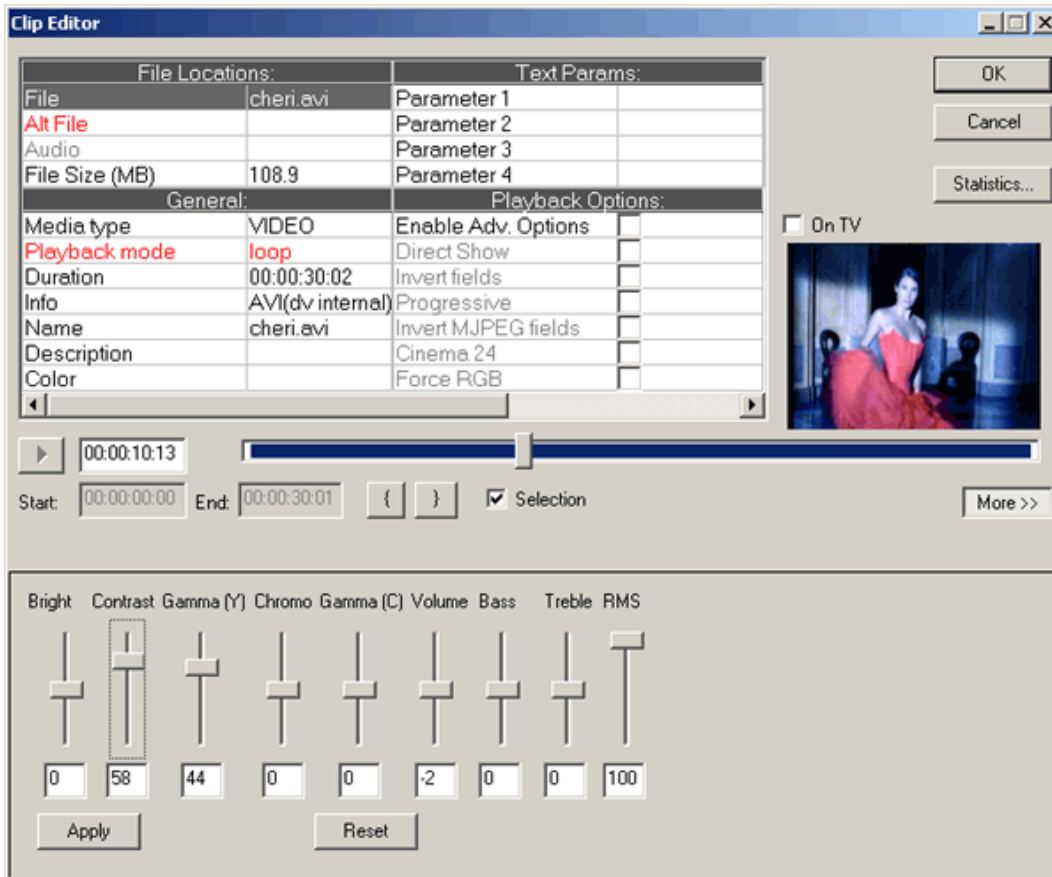 Clip Editor
File Locations: Text Params:
File cheri.avi Parameter 1
Alt File Parameter 2
Audio Parameter 3
File Size (MB) 108.9 Parameter 4
General: Playback Options:
Media type VIDEO Enable Adv. Options
Playback mode loop Direct Show
Duration 00:00:30:02 Invert fields
Info AVI(dv internal) Progressive
Name cheri.avi Invert MJPEG fields
Description Cinema 24
Color Force RGB
OK
Cancel
Statistics...
On TV
00:00:10:13
Start: 00:00:00:00 End: 00:00:30:01 { } Selection More >>
Bright Contrast Gamma (Y) Chromo Gamma (C) Volume Bass Treble RMS
0 58 44 0 0 -2 0 0 100
Apply Reset